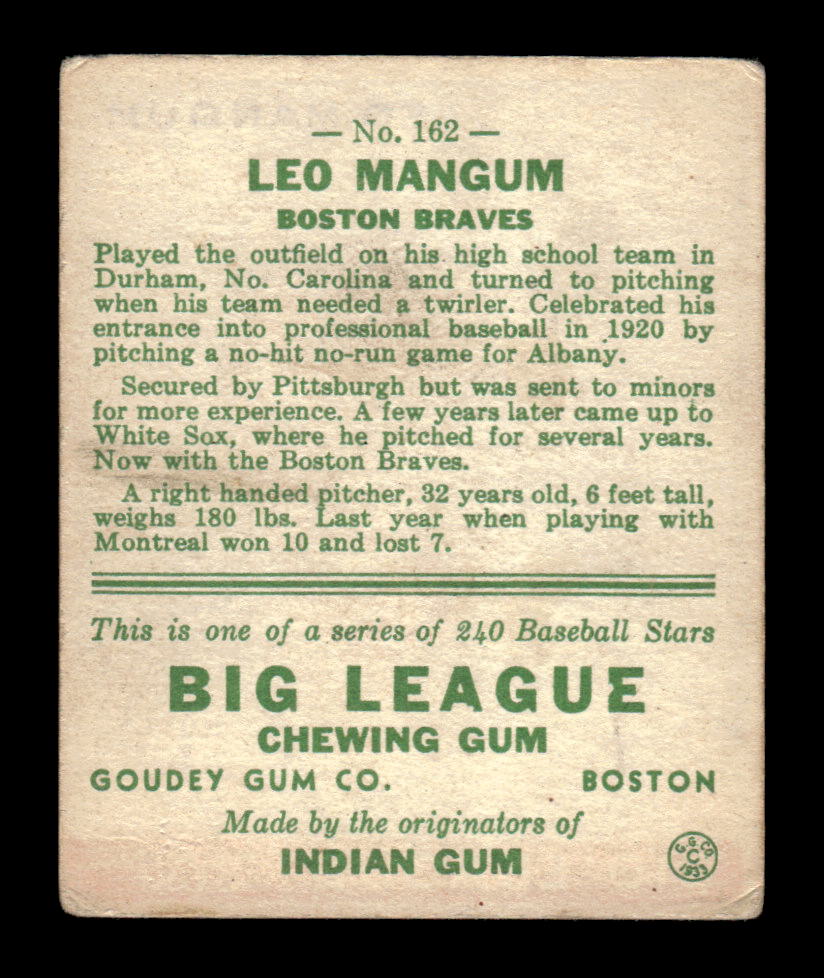 — No. 162 —
LEO MANGUM
BOSTON BRAVES
Played the outfield on his high school team in
Durham, No. Carolina and turned to pitching
when his team needed a twirler. Celebrated his
entrance into professional baseball in 1920 by
pitching a no-hit no-run game for Albany.
Secured by Pittsburgh but was sent to minors
for more experience. A few years later came up to
White Sox, where he pitched for several years.
Now with the Boston Braves.
A right handed pitcher, 32 years old, 6 feet tall,
weighs 180 lbs. Last year when playing with
Montreal won 10 and lost 7.
This is one of a series of 240 Baseball Stars
BIG LEAGUE
CHEWING GUM
GOUDEY GUM CO. BOSTON
Made by the originators of
INDIAN GUM
G. G. CO.
C
1933